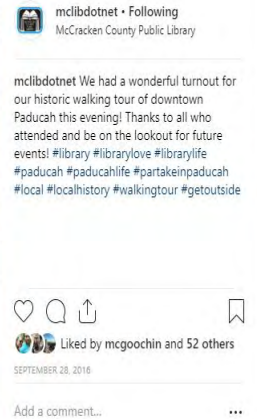 mclibdotnet • Following
McCracken County Public Library
mclibdotnet We had a wonderful turnout for
our historic walking tour of downtown
Paducah this evening! Thanks to all who
attended and be on the lookout for future
events! #library #librarylove #librarylife
#paducah #paducahlife #partakeinpaducah
#local #localhistory #walkingtour #getoutside
Liked by mcgoochin and 52 others
SEPTEMBER 28, 2016
Add a comment...